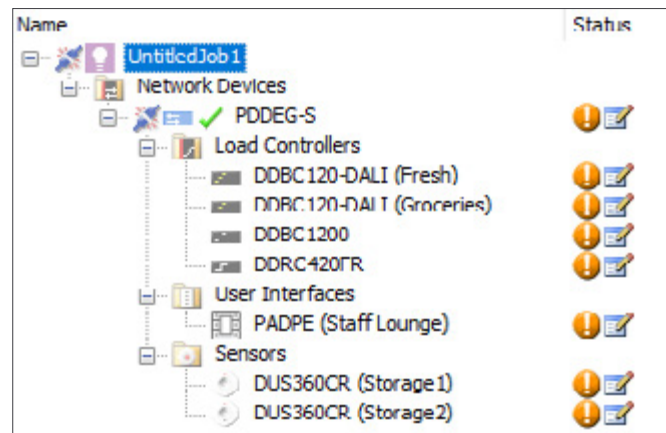 Name Status
UntitledJob1
Network Devices
PDDEG-S
Load Controllers
DDBC120-DALI (Fresh)
DDBC120-DALI (Groceries)
DDBC1200
DDRC420FR
User Interfaces
PADPE (Staff Lounge)
Sensors
DUS360CR (Storage1)
DUS360CR (Storage2)